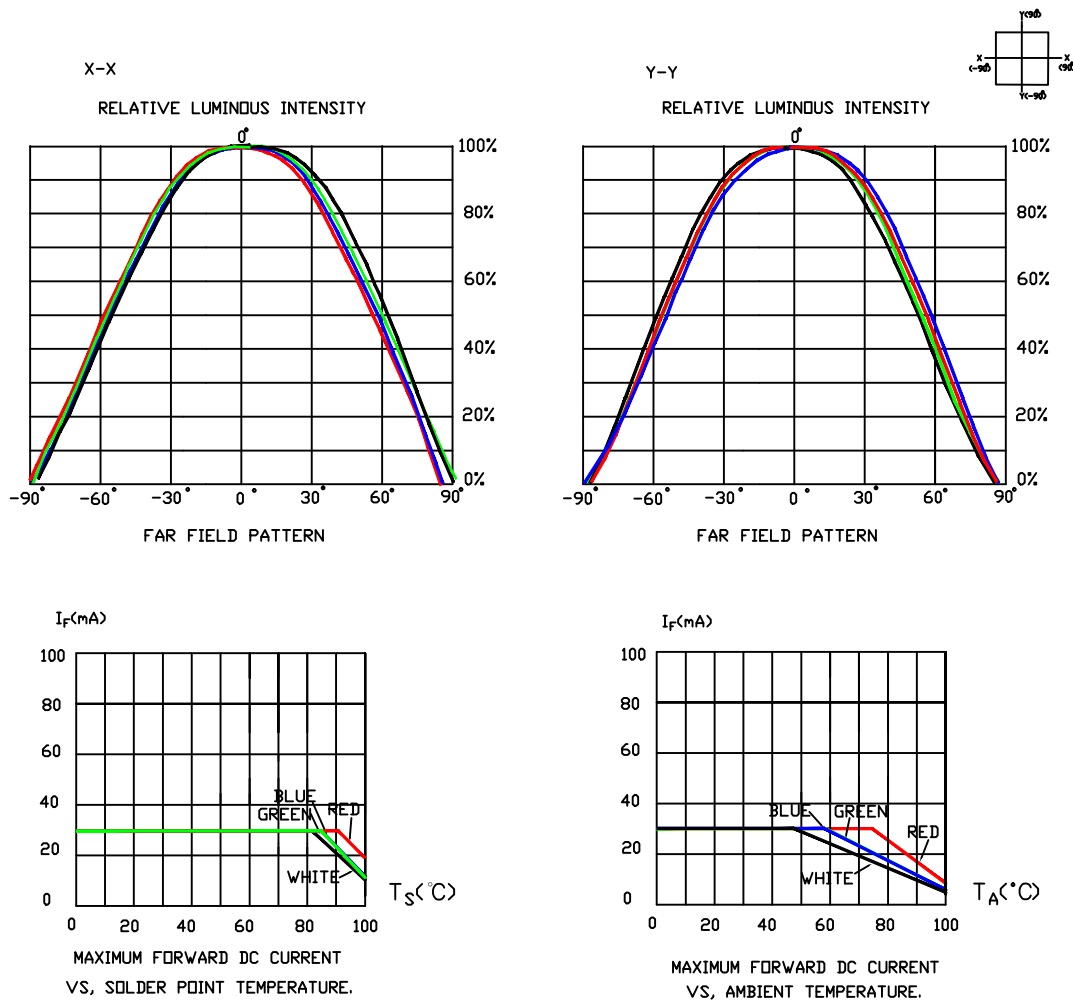 Y(90°)
X (-90°)
X (90°)
Y(-90°)
X-X
RELATIVE LUMINOUS INTENSITY
0°
100%
80%
60%
40%
20%
0%
-90° -60° -30° 0° 30° 60° 90°
FAR FIELD PATTERN
Y-Y
RELATIVE LUMINOUS INTENSITY
0°
100%
80%
60%
40%
20%
0%
-90° -60° -30° 0° 30° 60° 90°
FAR FIELD PATTERN
IF(mA)
100
80
60
40
20
0
BLUE
GREEN
RED
WHITE
0 20 40 60 80 100
TS(°C)
MAXIMUM FORWARD DC CURRENT
VS, SOLDER POINT TEMPERATURE.
IF(mA)
100
80
60
40
20
0
BLUE
GREEN
RED
WHITE
0 20 40 60 80 100
TA(°C)
MAXIMUM FORWARD DC CURRENT
VS, AMBIENT TEMPERATURE.